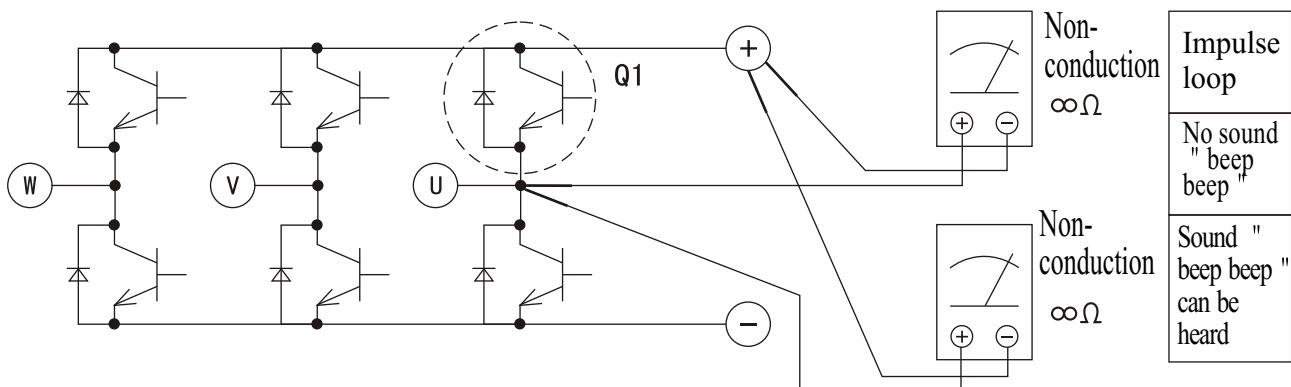 Q1
W
V
U
+
−
Non-
conduction
∞Ω
+ −
Non-
conduction
∞Ω
+ −
Impulse
loop
No sound
" beep
beep "
Sound "
beep beep "
can be
heard